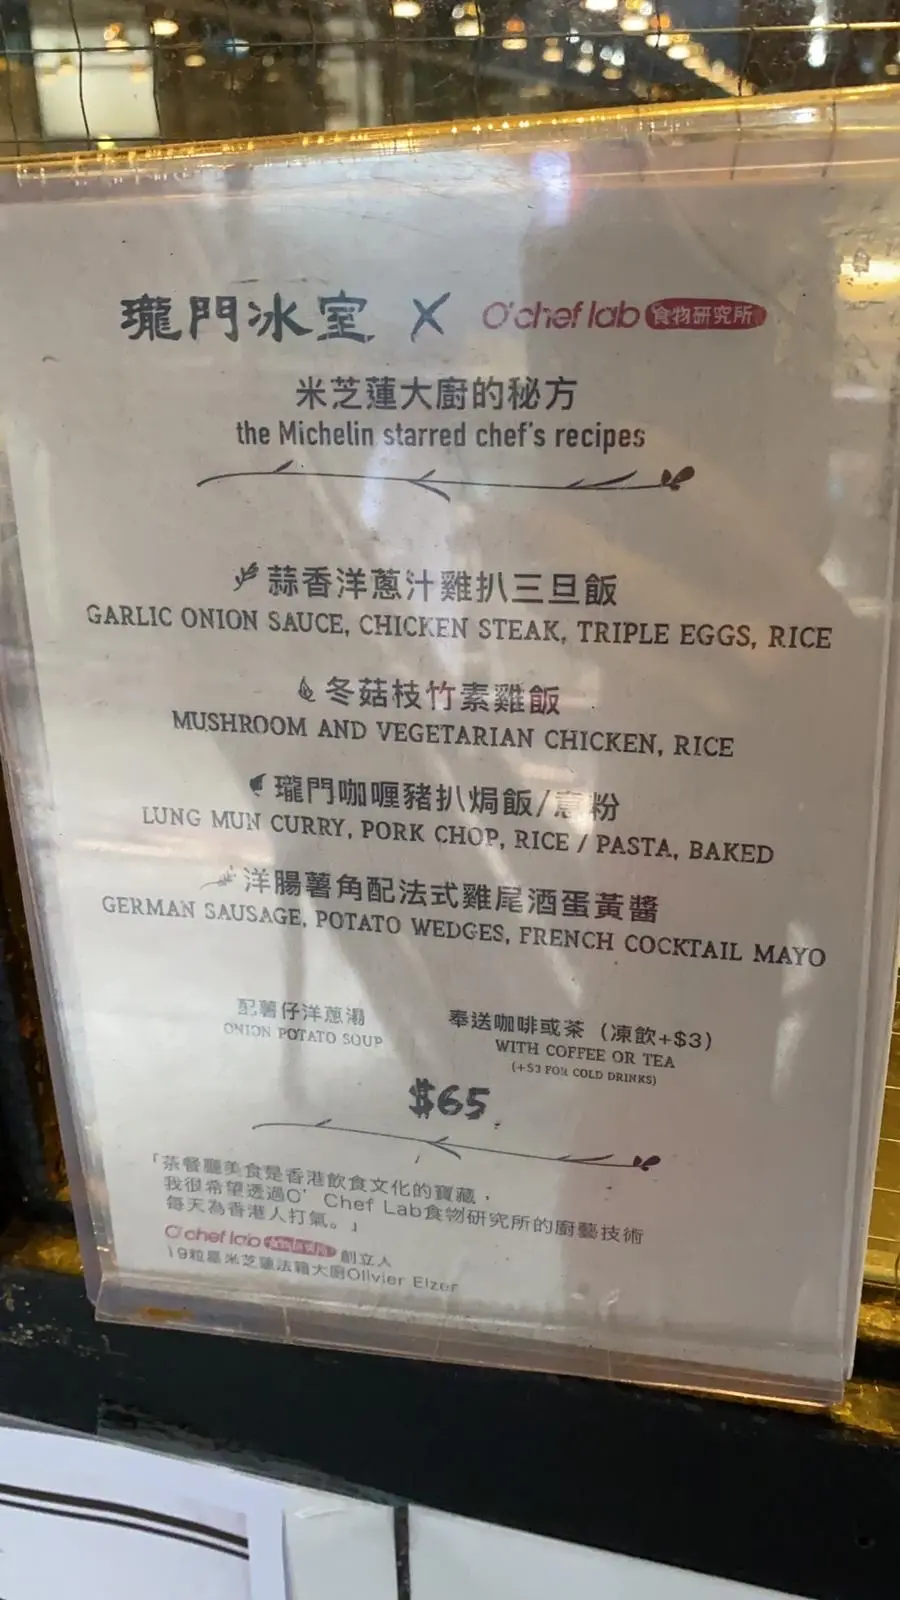 瓏門冰室 X O'chef lab 食物研究所
米芝蓮大廚的秘方
the Michelin starred chef's recipes
蒜香洋蔥汁雞扒三旦飯
GARLIC ONION SAUCE, CHICKEN STEAK, TRIPLE EGGS, RICE
冬菇枝竹素雞飯
MUSHROOM AND VEGETARIAN CHICKEN, RICE
瓏門咖喱豬扒焗飯/意粉
LUNG MUN CURRY, PORK CHOP, RICE / PASTA, BAKED
洋腸薯角配法式雞尾酒蛋黃醬
GERMAN SAUSAGE, POTATO WEDGES, FRENCH COCKTAIL MAYO
配薯仔洋蔥湯
ONION POTATO SOUP
奉送咖啡或茶（凍飲+$3）
WITH COFFEE OR TEA
(+$3 FOR COLD DRINKS)
$65
「茶餐廳美食是香港飲食文化的寶藏，
我很希望透過O' Chef Lab食物研究所的廚藝技術
每天為香港人打氣。」
O'chef lab 食物研究所 創立人
19粒星米芝蓮法籍大廚Olivier Elzer